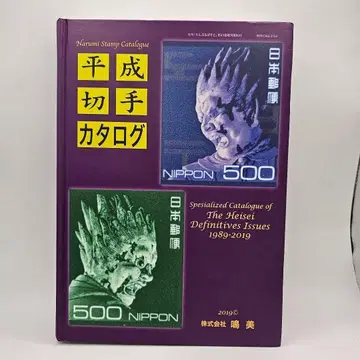 Narumi Stamp Catalogue
平成
切手
カタログ
日本郵便
NIPPON 500
日本郵便
500 NIPPON
Spesialized Catalogue of
The Heisei
Definitives Issues
1989-2019
2019©
株式会社 鳴美